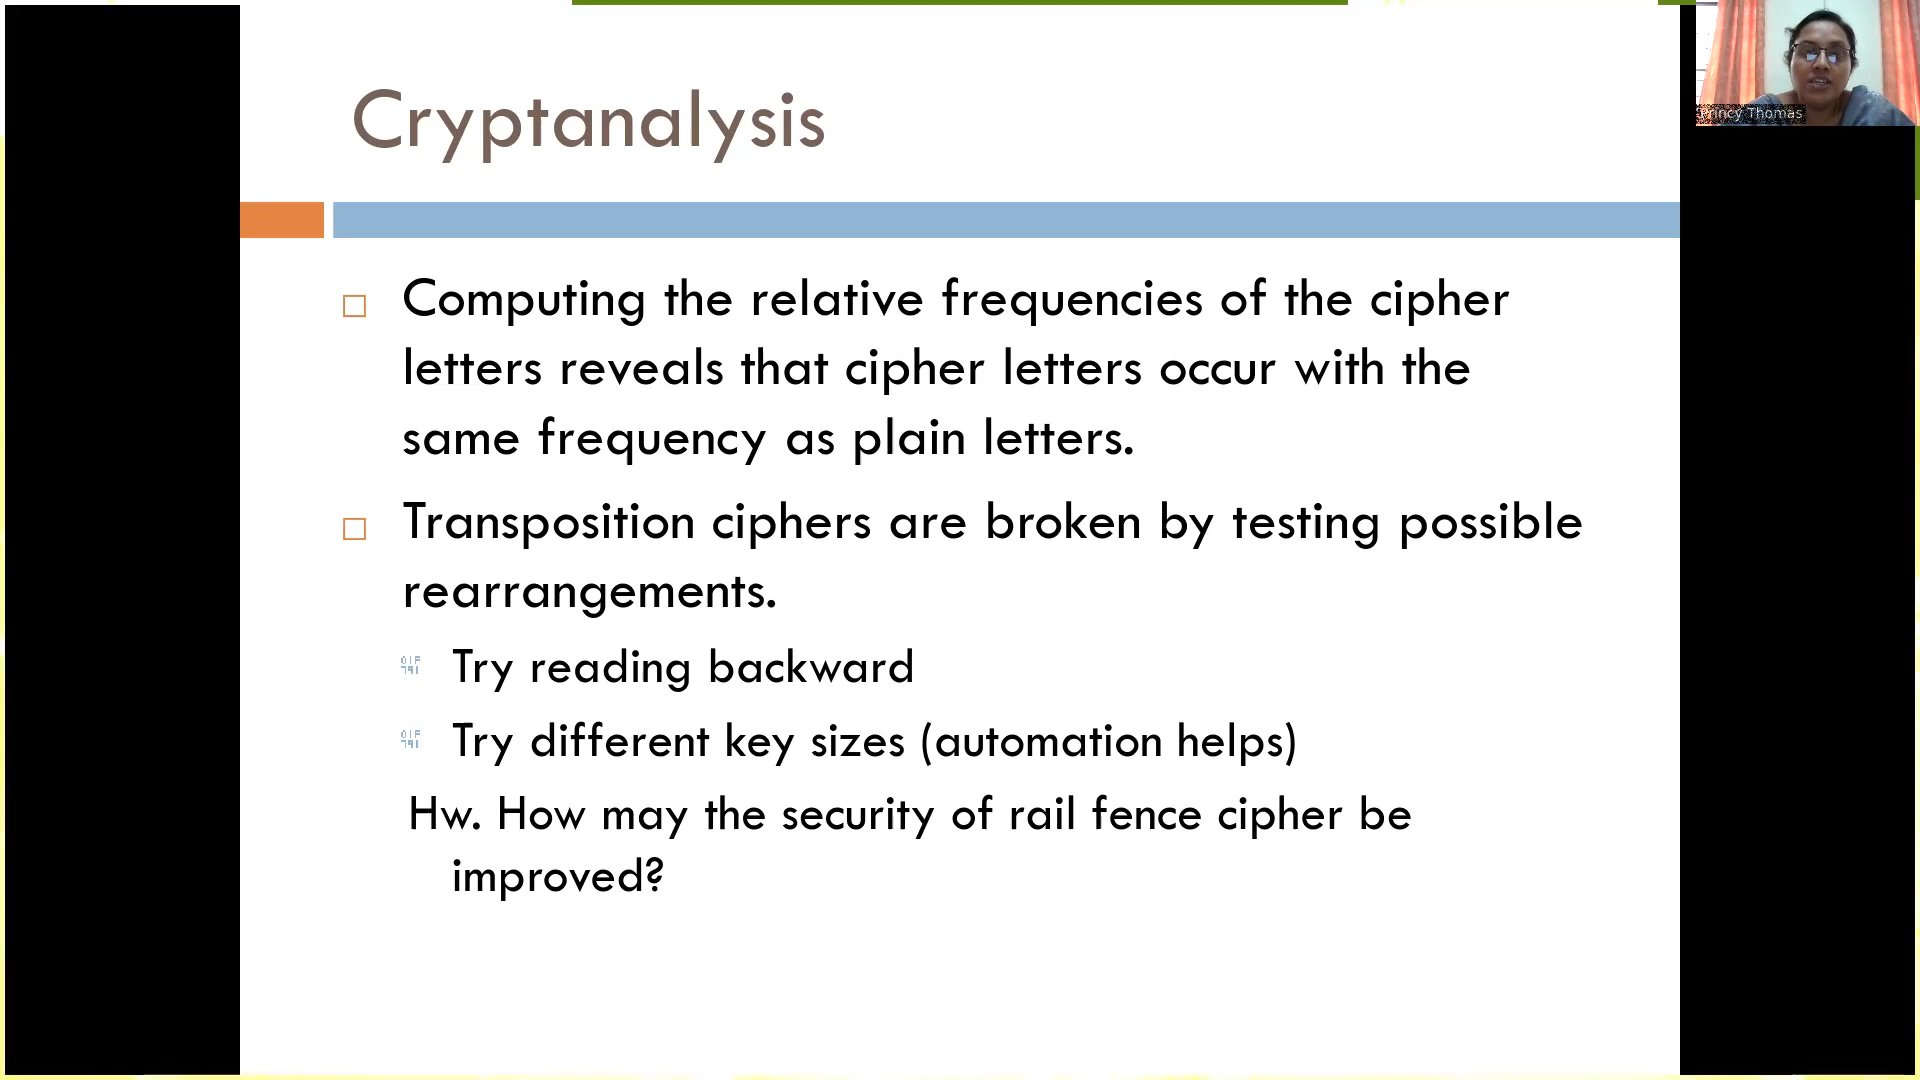 Cryptanalysis
Princy Thomas
Computing the relative frequencies of the cipher
letters reveals that cipher letters occur with the
same frequency as plain letters.
Transposition ciphers are broken by testing possible
rearrangements.
Try reading backward
Try different key sizes (automation helps)
Hw. How may the security of rail fence cipher be
improved?